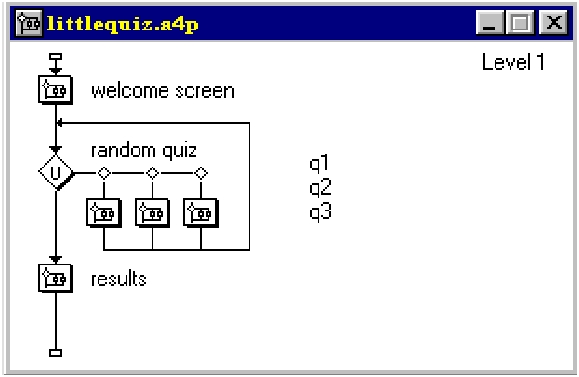 littlequiz.a4p
Level 1
welcome screen
random quiz
U
q1
q2
q3
results